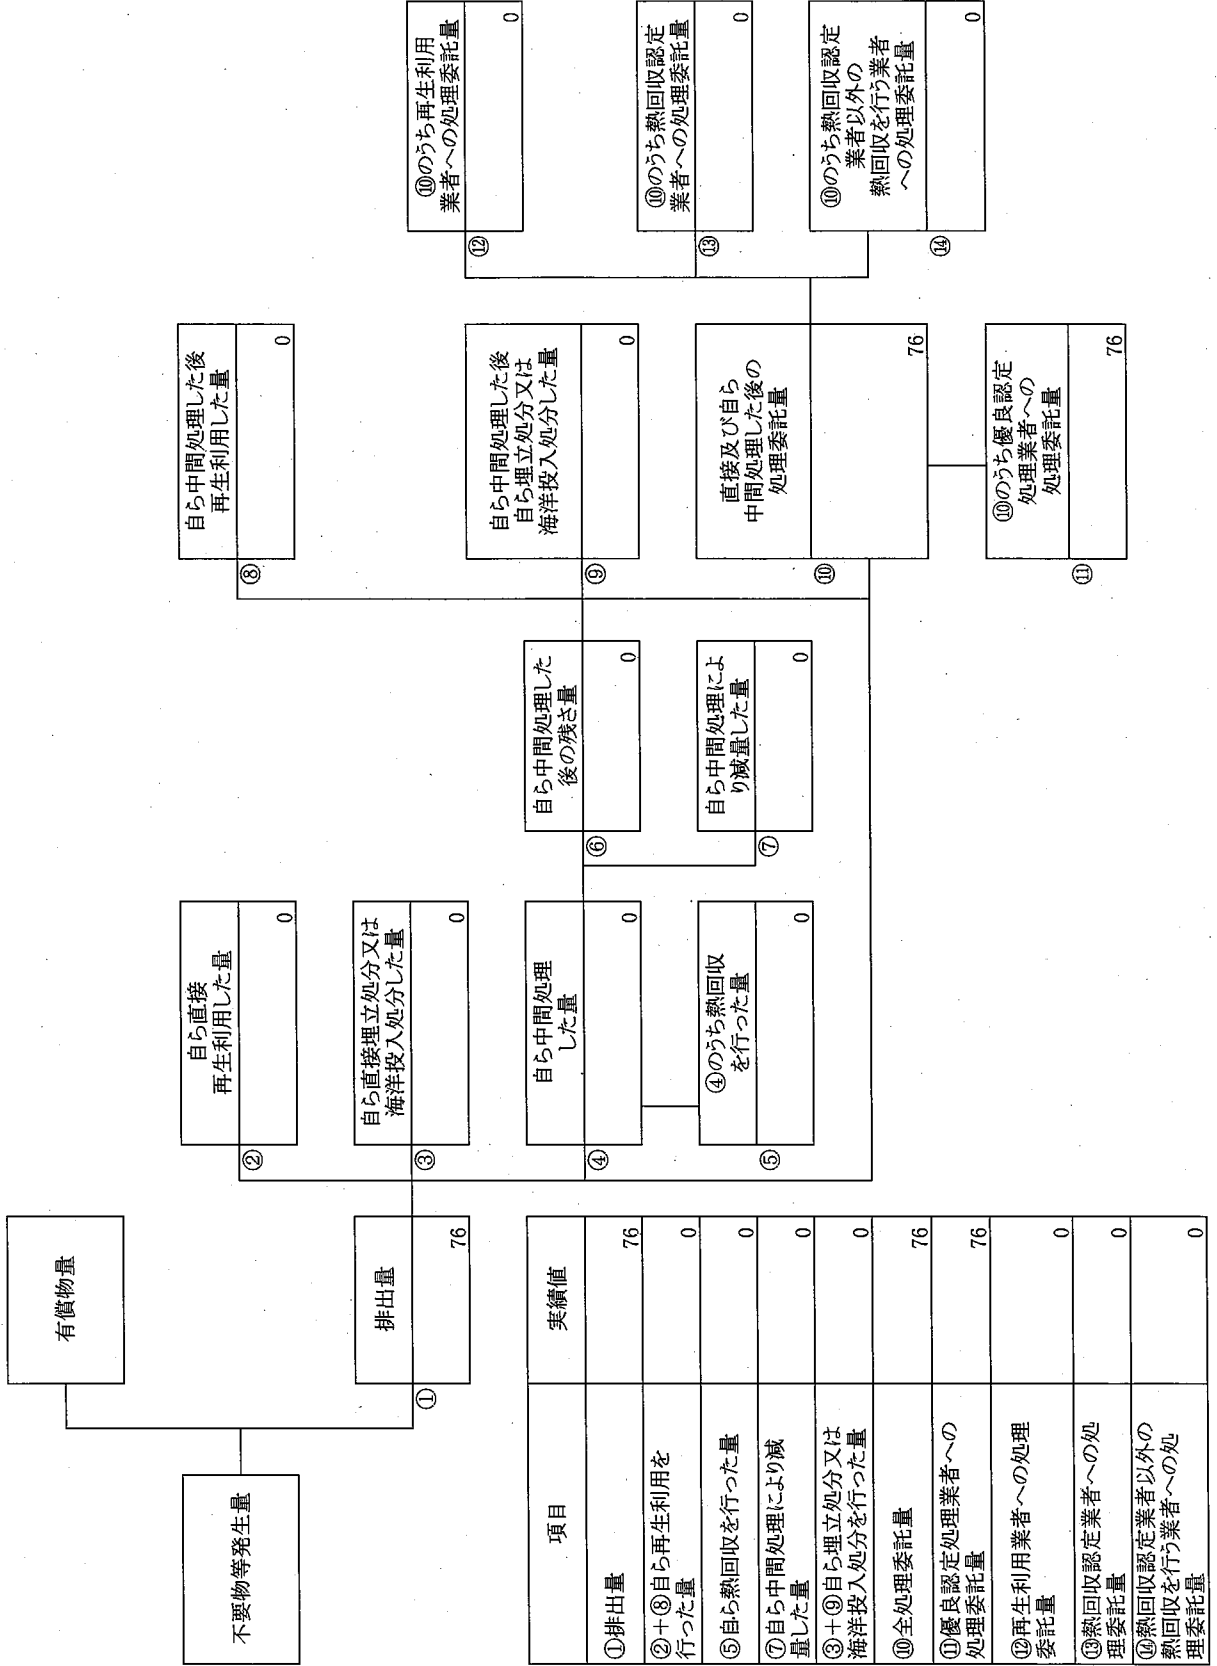 不要物等発生量
有償物量
排出量
①
76
自ら直接
再生利用した量
②
0
自ら直接埋立処分又は
海洋投入処分した量
③
0
自ら中間処理
した量
④
0
④のうち熱回収
を行った量
⑤
0
自ら中間処理した
後の残さ量
⑥
0
自ら中間処理によ
り減量した量
⑦
0
自ら中間処理した後
再生利用した量
⑧
0
自ら中間処理した後
自ら埋立処分又は
海洋投入処分した量
⑨
0
直接及び自ら
中間処理した後の
処理委託量
⑩
76
⑩のうち優良認定
処理業者への
処理委託量
⑪
76
⑩のうち再生利用
業者への処理委託量
⑫
0
⑩のうち熱回収認定
業者への処理委託量
⑬
0
⑩のうち熱回収認定
業者以外の
熱回収を行う業者
への処理委託量
⑭
0
項目 実績値
①排出量 76
②+⑧自ら再生利用を
行った量 0
⑤自ら熱回収を行った量 0
⑦自ら中間処理により減
量した量 0
③+⑨自ら埋立処分又は
海洋投入処分を行った量 0
⑩全処理委託量 76
⑪優良認定処理業者への
処理委託量 76
⑫再生利用業者への処理
委託量 0
⑬熱回収認定業者への処
理委託量 0
⑭熱回収認定業者以外の
熱回収を行う業者への処
理委託量 0